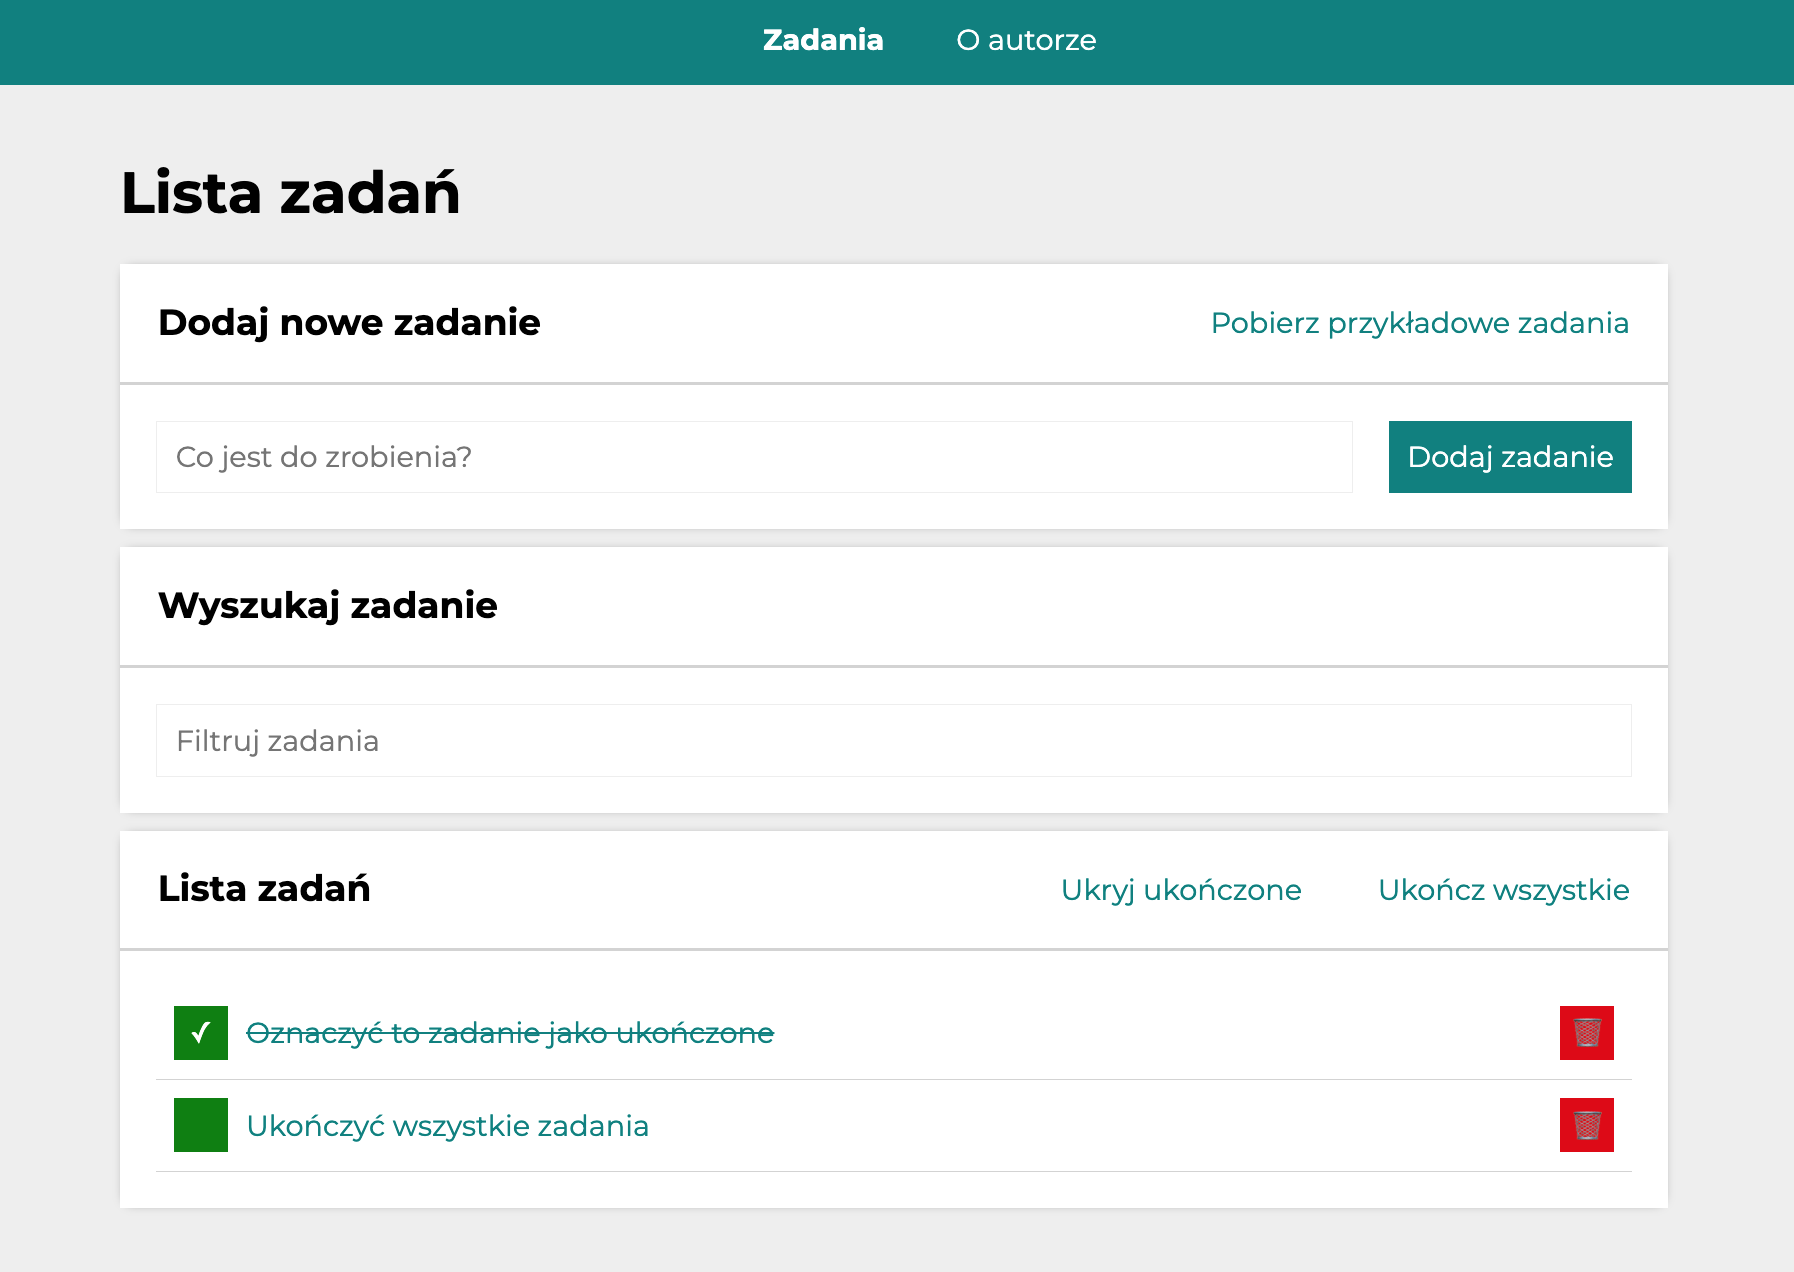 Zadania O autorze
Lista zadań
Dodaj nowe zadanie Pobierz przykładowe zadania
Co jest do zrobienia? Dodaj zadanie
Wyszukaj zadanie
Filtruj zadania
Lista zadań Ukryj ukończone Ukończ wszystkie
✓ Oznaczyć to zadanie jako ukończone
Ukończyć wszystkie zadania